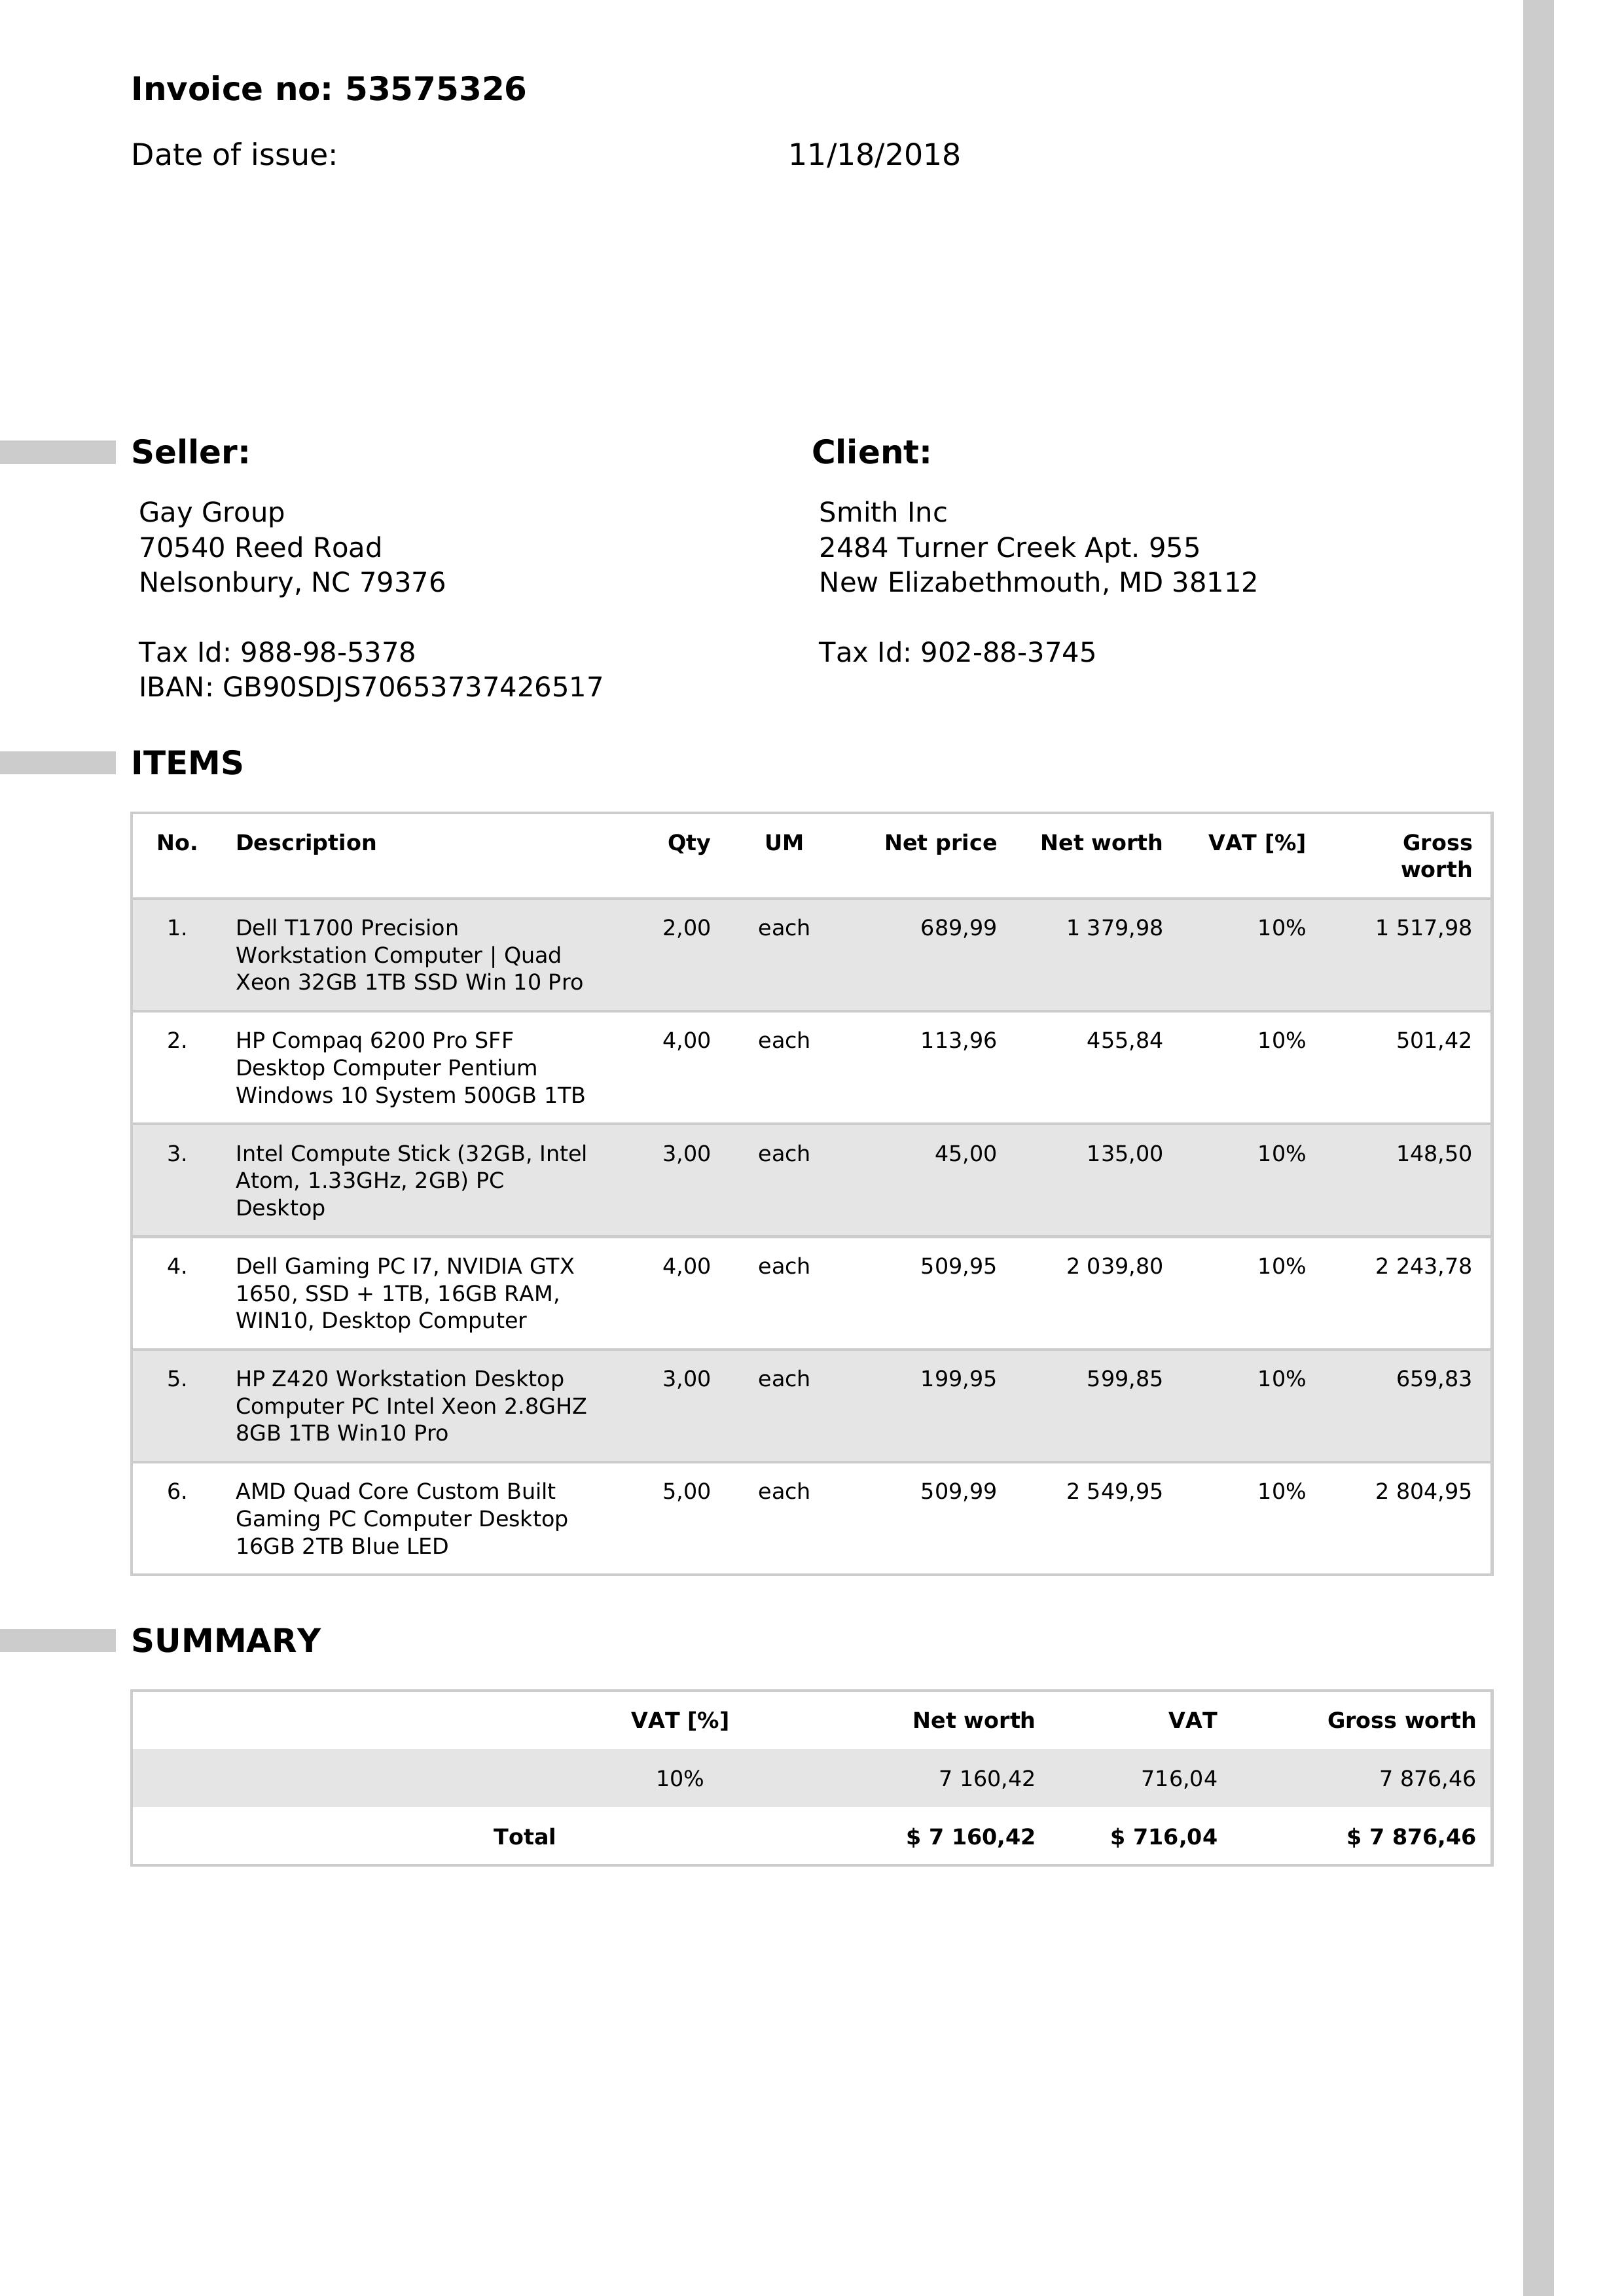 Invoice no: 53575326
Date of issue: 11/18/2018
Seller: Client:
Gay Group
70540 Reed Road
Nelsonbury, NC 79376
Tax Id: 988-98-5378
IBAN: GB90SDJS70653737426517
Smith Inc
2484 Turner Creek Apt. 955
New Elizabethmouth, MD 38112
Tax Id: 902-88-3745
ITEMS
No. Description Qty UM Net price Net worth VAT [%] Gross
worth
1. Dell T1700 Precision 2,00 each 689,99 1 379,98 10% 1 517,98
Workstation Computer | Quad
Xeon 32GB 1TB SSD Win 10 Pro
2. HP Compaq 6200 Pro SFF 4,00 each 113,96 455,84 10% 501,42
Desktop Computer Pentium
Windows 10 System 500GB 1TB
3. Intel Compute Stick (32GB, Intel 3,00 each 45,00 135,00 10% 148,50
Atom, 1.33GHz, 2GB) PC
Desktop
4. Dell Gaming PC I7, NVIDIA GTX 4,00 each 509,95 2 039,80 10% 2 243,78
1650, SSD + 1TB, 16GB RAM,
WIN10, Desktop Computer
5. HP Z420 Workstation Desktop 3,00 each 199,95 599,85 10% 659,83
Computer PC Intel Xeon 2.8GHZ
8GB 1TB Win10 Pro
6. AMD Quad Core Custom Built 5,00 each 509,99 2 549,95 10% 2 804,95
Gaming PC Computer Desktop
16GB 2TB Blue LED
SUMMARY
VAT [%] Net worth VAT Gross worth
10% 7 160,42 716,04 7 876,46
Total $ 7 160,42 $ 716,04 $ 7 876,46